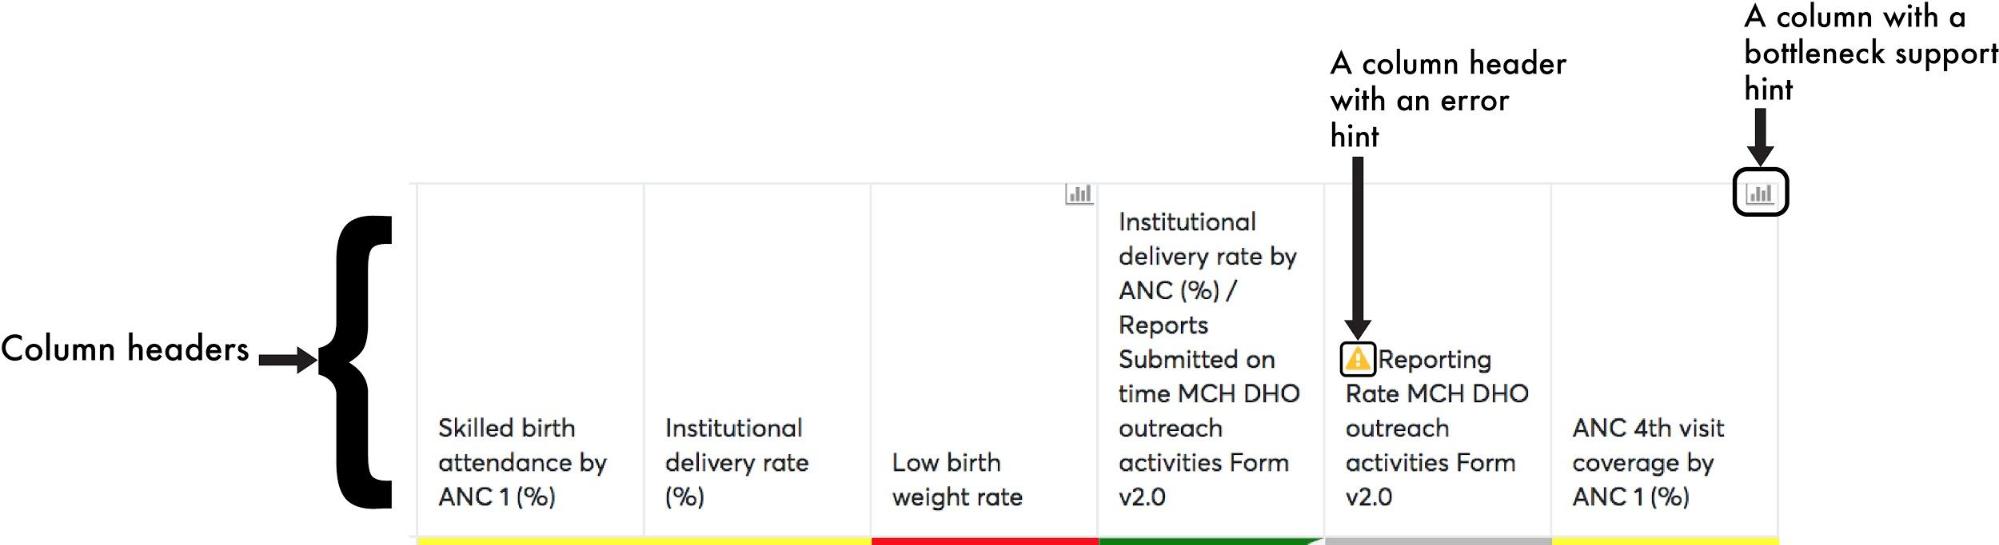 A column with a
bottleneck support
hint
A column header
with an error
hint
Column headers
Skilled birth
attendance by
ANC 1 (%)
Institutional
delivery rate
(%)
Low birth
weight rate
Institutional
delivery rate by
ANC (%) /
Reports
Submitted on
time MCH DHO
outreach
activities Form
v2.0
Reporting
Rate MCH DHO
outreach
activities Form
v2.0
ANC 4th visit
coverage by
ANC 1 (%)